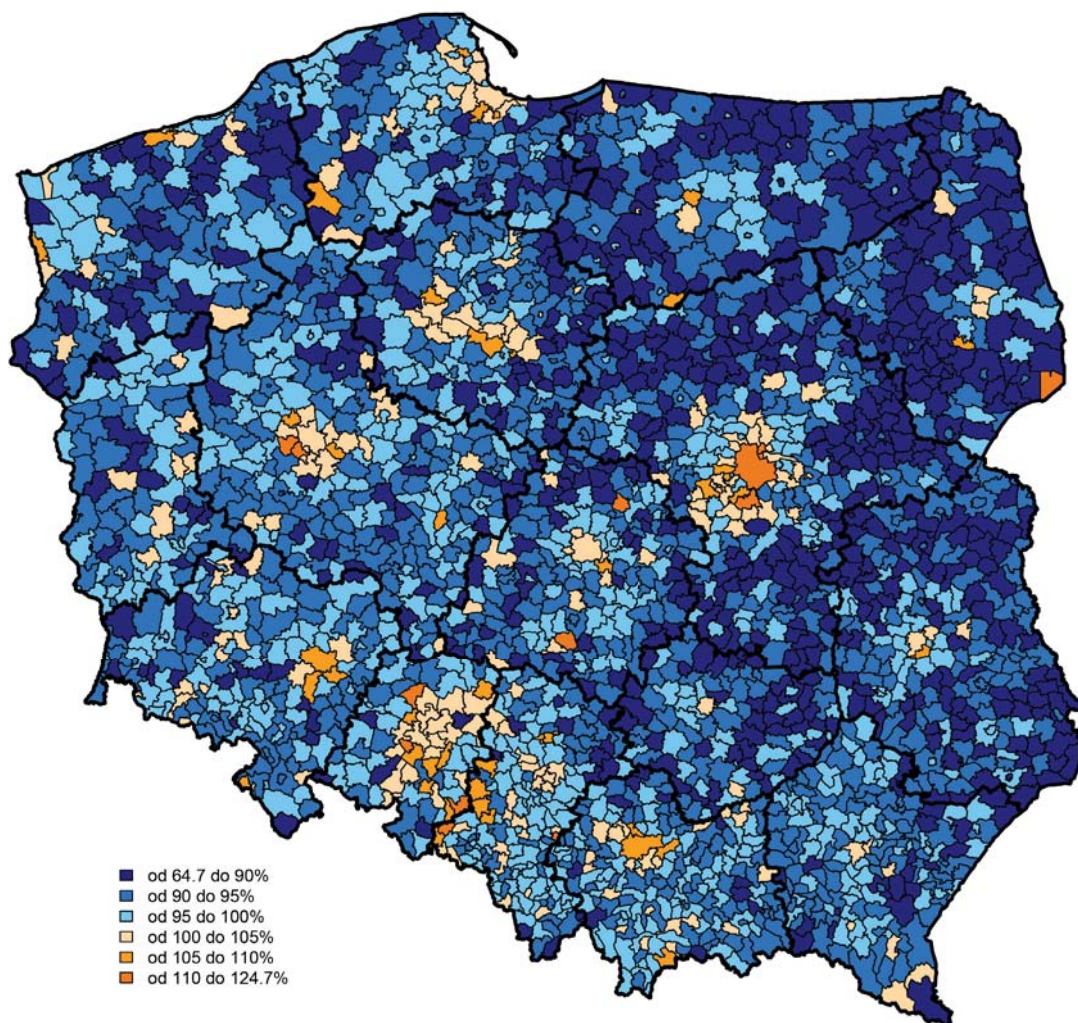 od 64.7 do 90%
od 90 do 95%
od 95 do 100%
od 100 do 105%
od 105 do 110%
od 110 do 124.7%